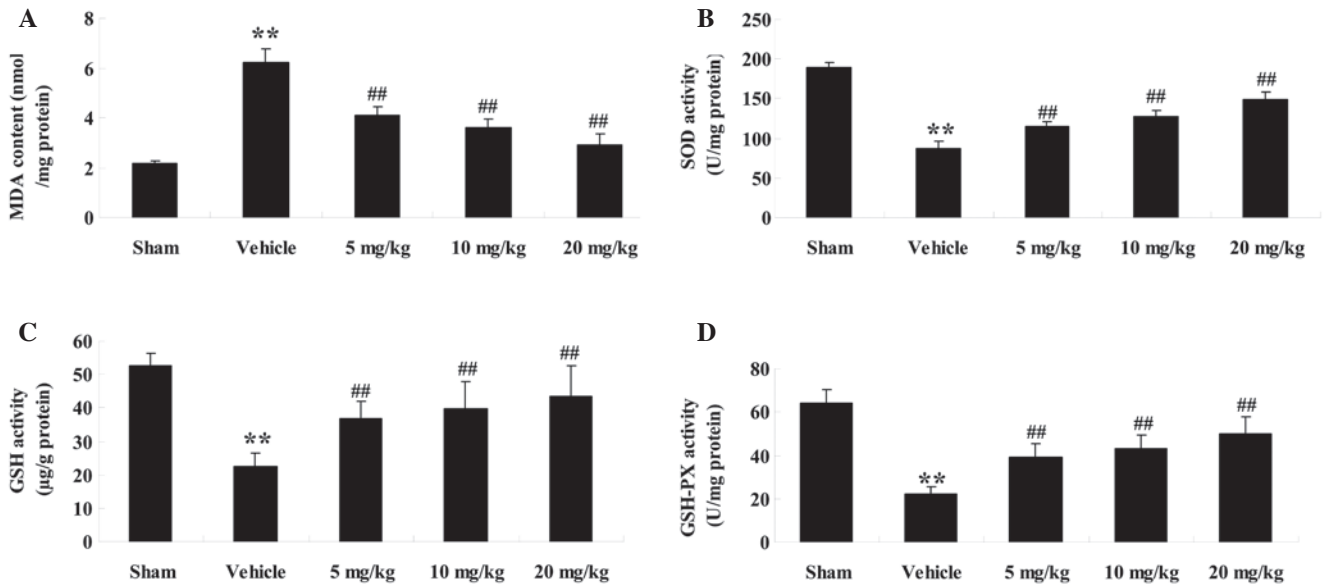 A
MDA content (nmol
/mg protein)
8
6
4
2
0
**
##
##
##
Sham Vehicle 5 mg/kg 10 mg/kg 20 mg/kg
B
SOD activity
(U/mg protein)
250
200
150
100
50
0
**
##
##
##
Sham Vehicle 5 mg/kg 10 mg/kg 20 mg/kg
C
GSH activity
(µg/g protein)
60
50
40
30
20
10
0
**
##
##
##
Sham Vehicle 5 mg/kg 10 mg/kg 20 mg/kg
D
GSH-PX activity
(U/mg protein)
80
60
40
20
0
**
##
##
##
Sham Vehicle 5 mg/kg 10 mg/kg 20 mg/kg